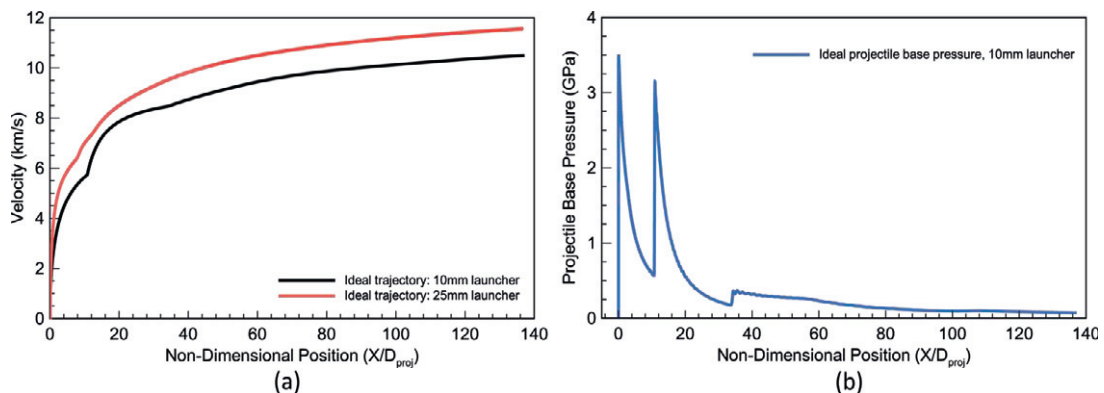 12
10
8
6
4
2
0
Velocity (km/s)
Ideal trajectory: 10mm launcher
Ideal trajectory: 25mm launcher
0 20 40 60 80 100 120 140
Non-Dimensional Position (X/Dproj)
(a)
4
3
2
1
0
Projectile Base Pressure (GPa)
Ideal projectile base pressure, 10mm launcher
0 20 40 60 80 100 120 140
Non-Dimensional Position (X/Dproj)
(b)